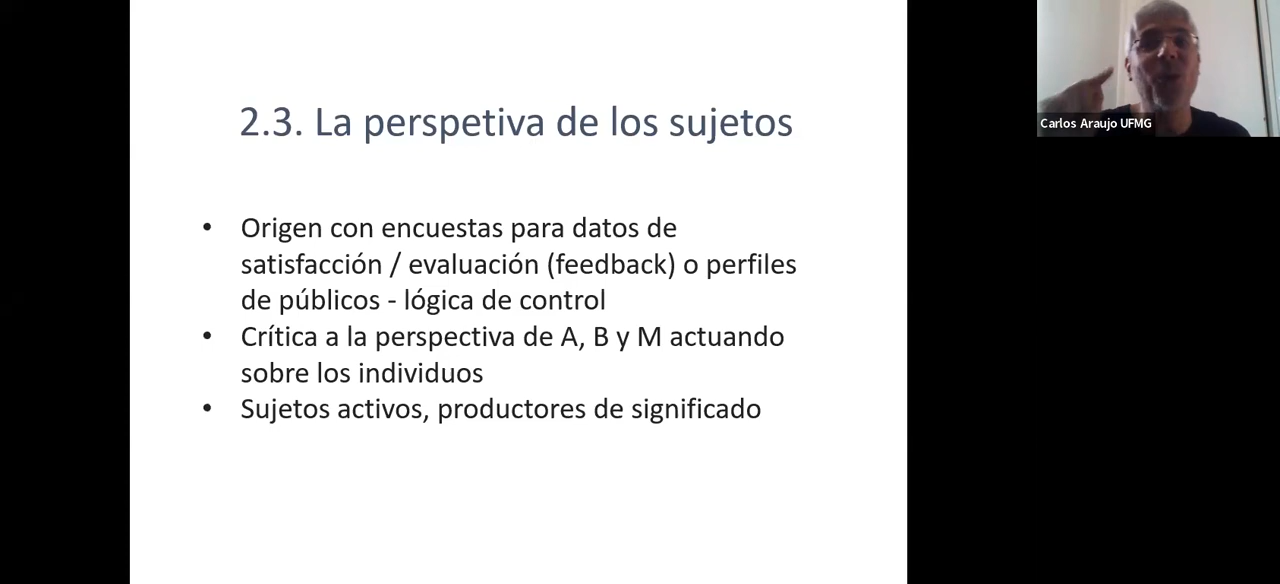 2.3. La perspetiva de los sujetos
• Origen con encuestas para datos de
satisfacción / evaluación (feedback) o perfiles
de públicos - lógica de control
• Crítica a la perspectiva de A, B y M actuando
sobre los individuos
• Sujetos activos, productores de significado
Carlos Araujo UFMG